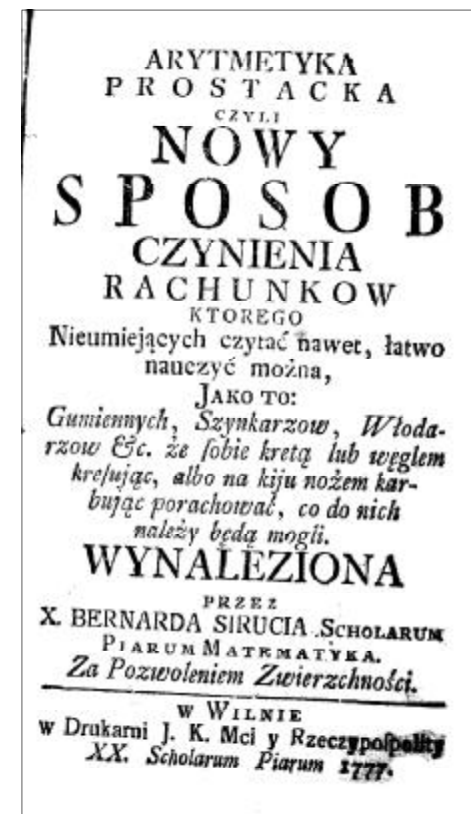 ARYTMETYKA
PROSTACKA
CZYLI
NOWY
SPOSOB
CZYNIENIA
RACHUNKOW
KTOREGO
Nieumiejących czytać nawet, łatwo
nauczyć można,
JAKO TO:
Gumiennych, Szynkarzow, Włoda-
rzow &c. że ſobie kretą lub węglem
kreſując, albo na kiju nożem kar-
bując porachować, co do nich
należy będą mogli.
WYNALEZIONA
PRZEZ
X. BERNARDA SIRUCIA SCHOLARUM
PIARUM MATEMATYKA.
Za Pozwoleniem Zwierzchności.
W WILNIE
w Drukarni J. K. Mci y Rzeczypoſpolity
XX. Scholarum Piarum 1777.